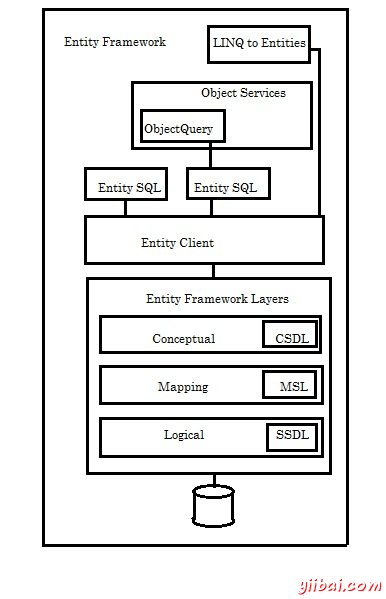 Entity Framework
LINQ to Entities
Object Services
ObjectQuery
Entity SQL
Entity SQL
Entity Client
Entity Framework Layers
Conceptual
CSDL
Mapping
MSL
Logical
SSDL
yiibai.com